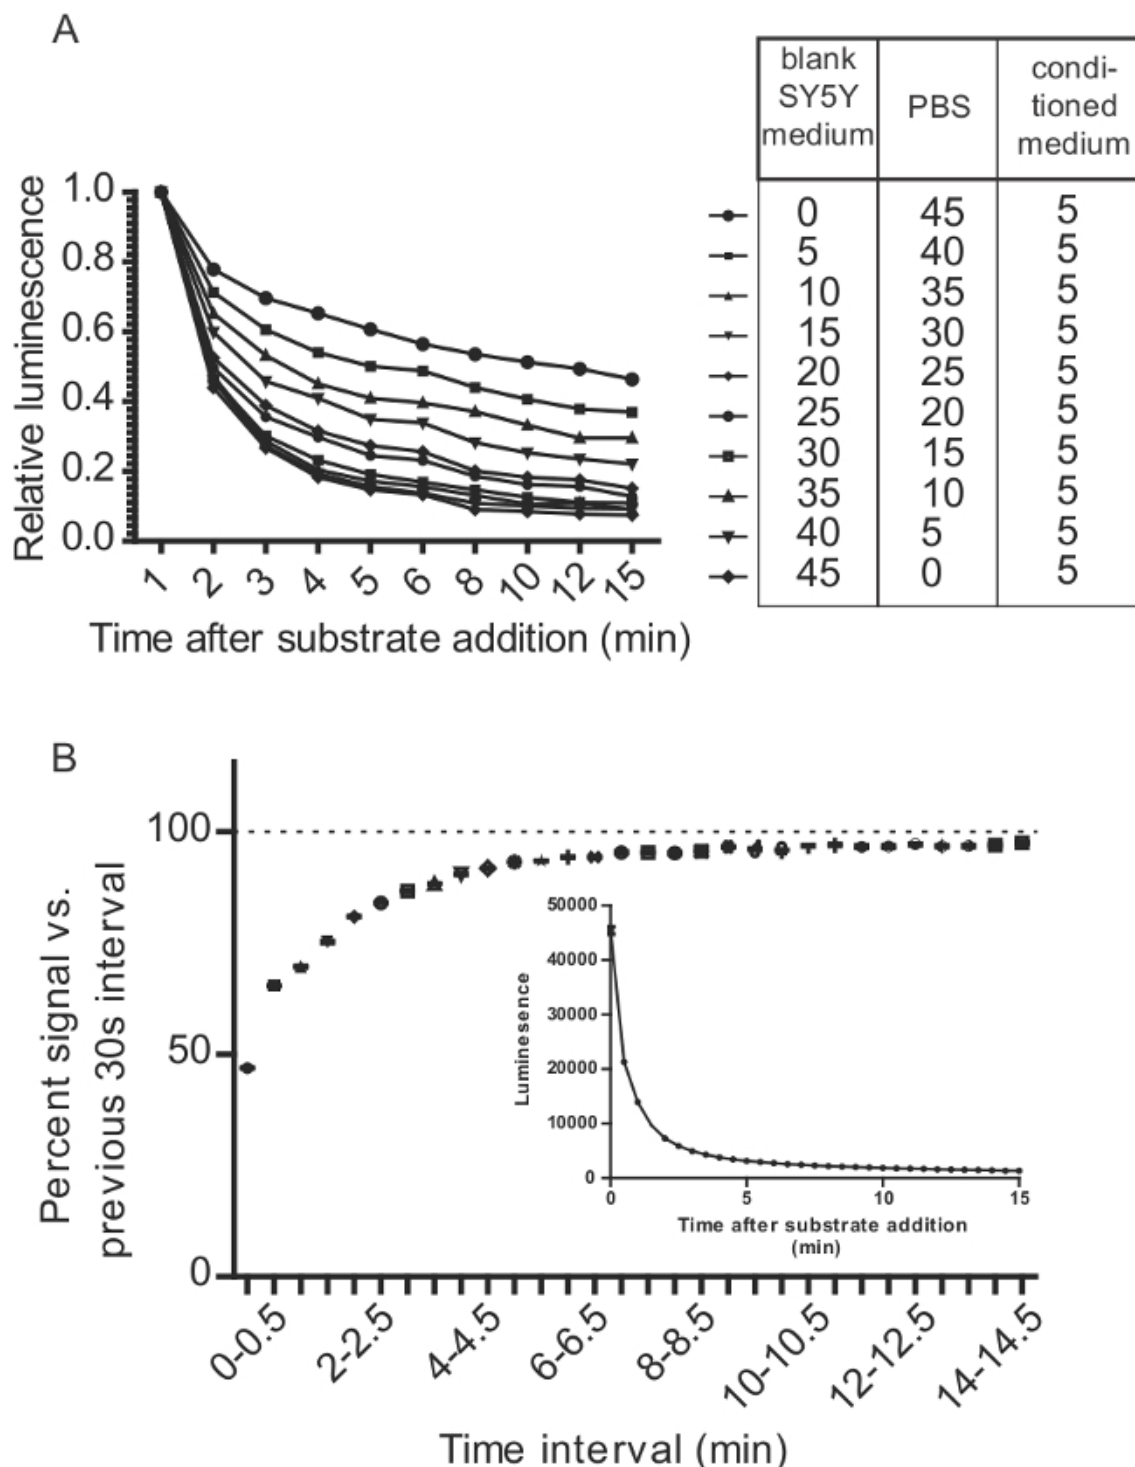 A
blank
SY5Y
medium
PBS
condi-
tioned
medium
0 45 5
5 40 5
10 35 5
15 30 5
20 25 5
25 20 5
30 15 5
35 10 5
40 5 5
45 0 5
Relative luminescence
1.0
0.8
0.6
0.4
0.2
0.0
1 2 3 4 5 6 8 10 12 15
Time after substrate addition (min)
B
Percent signal vs.
previous 30s interval
100
50
0
Luminesence
50000
40000
30000
20000
10000
0
0 5 10 15
Time after substrate addition
(min)
0-0.5 2-2.5 4-4.5 6-6.5 8-8.5 10-10.5 12-12.5 14-14.5
Time interval (min)